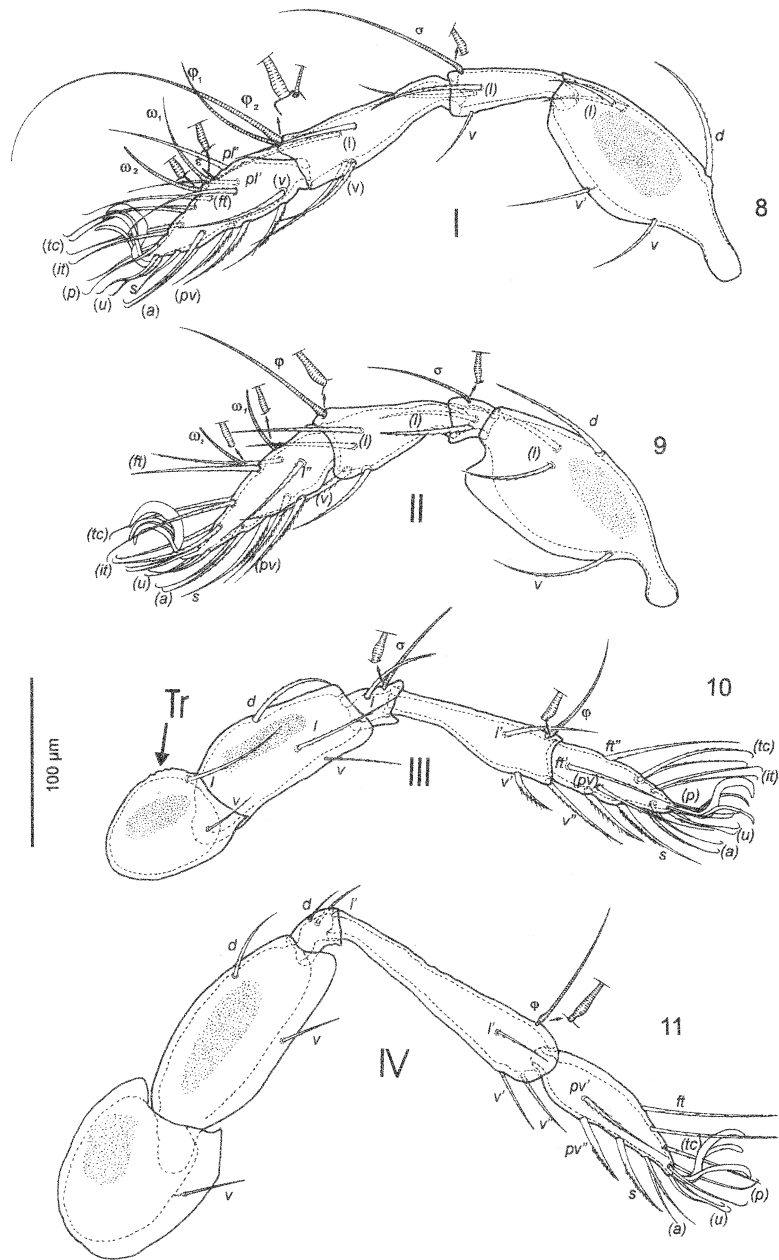 σ
φ₁
φ₂
ω₁
ω₂
ε
pl"
pl'
(ft)
(l)
(v)
(l)
v
(l)
d
v'
v
(v)
(tc)
(it)
(p)
(u)
s
(a)
(pv)
I
8
φ
σ
d
ω₁
ω₂
(ft)
(l)
(l)
(l)
l"
(v)
9
II
(tc)
(it)
(u)
(a)
s
(pv)
v
100 µm
Tr
d
σ
l
l
l
v
v
III
10
φ
l'
ft"
(tc)
(it)
ft'
(pv)
(p)
v'
v"
(u)
(a)
s
d
l'
d
v
v
IV
φ
11
l'
v'
v"
pv'
ft
(tc)
pv"
s
(p)
(u)
(a)